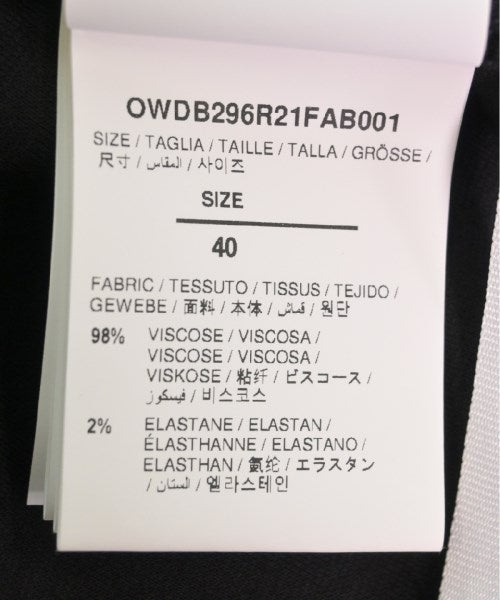 OWDB296R21FAB001
SIZE / TAGLIA / TAILLE / TALLA / GRÖSSE /
尺寸 / المقاس / 사이즈
SIZE
40
FABRIC / TESSUTO / TISSUS / TEJIDO /
GEWEBE / 面料 / 本体 / قماش / 원단
98% VISCOSE / VISCOSA /
VISCOSE / VISCOSA /
VISKOSE / 粘纤 / ビスコース /
فيسكوز / 비스코스
2% ELASTANE / ELASTAN /
ÉLASTHANNE / ELASTANO /
ELASTHAN / 氨纶 / エラスタン
/ الستان / 엘라스테인